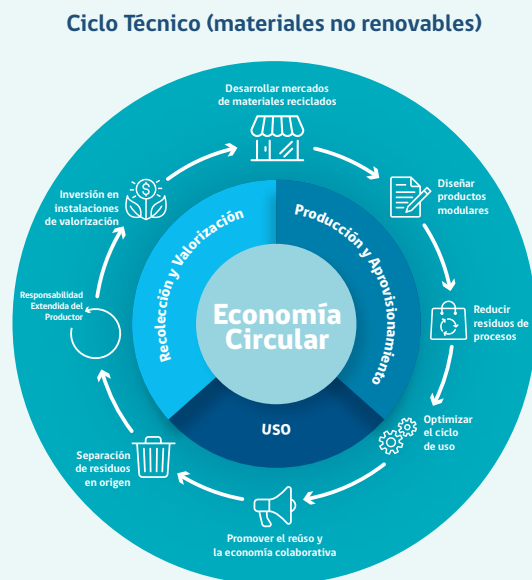 Ciclo Técnico (materiales no renovables)
Desarrollar mercados
de materiales reciclados
Diseñar
productos
modulares
Reducir
residuos de
procesos
Optimizar
el ciclo
de uso
Promover el reúso y
la economía colaborativa
Separación
de residuos
en origen
Responsabilidad
Extendida del
Productor
Inversión en
instalaciones
de valorización
Recolección y Valorización
Producción y Aprovisionamiento
USO
Economía
Circular